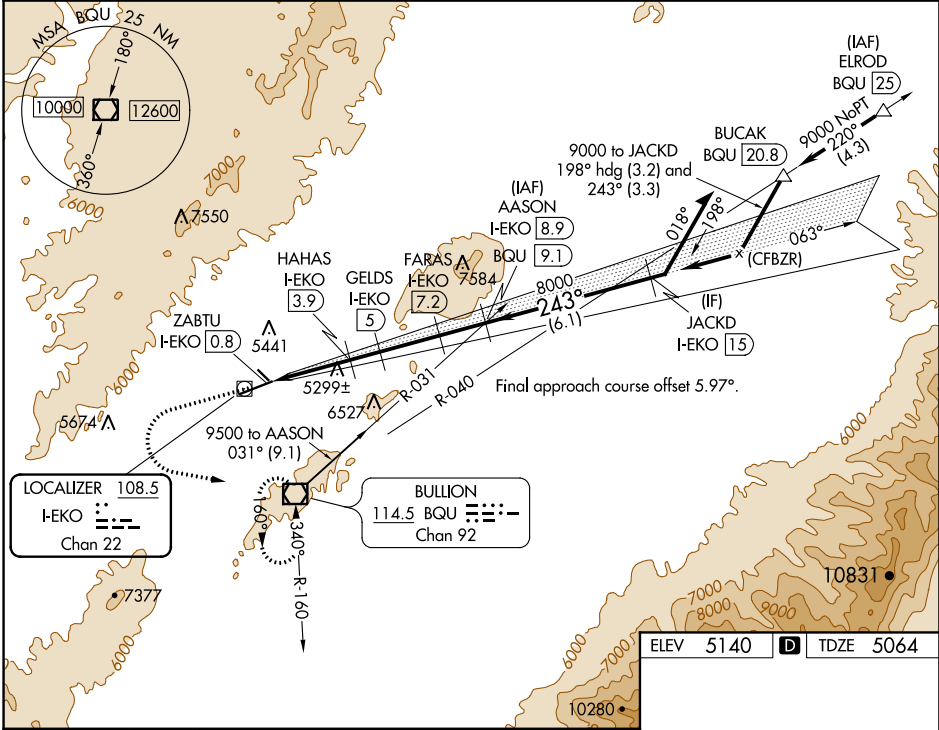 MSA BQU 25 NM
180°
10000
12600
360°
6000
7000
7550
(IAF)
ELROD
BQU 25
9000 NoPT
220°
(4.3)
BUCAK
BQU 20.8
9000 to JACKD
198° hdg (3.2) and
243° (3.3)
018°
198°
063°
(CFBZR)
(IAF)
AASON
I-EKO 8.9
BQU 9.1
HAHAS
I-EKO
3.9
GELDS
I-EKO
5
FARAS
I-EKO
7.2
7584
8000
243°
(6.1)
(IF)
JACKD
I-EKO 15
ZABTU
I-EKO 0.8
5441
5299±
6527
5674
6000
R-031
R-040
Final approach course offset 5.97°.
9500 to AASON
031° (9.1)
LOCALIZER 108.5
I-EKO
Chan 22
BULLION
114.5 BQU
Chan 92
160°
340°
R-160
7377
6000
6000
10831
7000
8000
9000
6000
7000
10280
ELEV 5140 D TDZE 5064